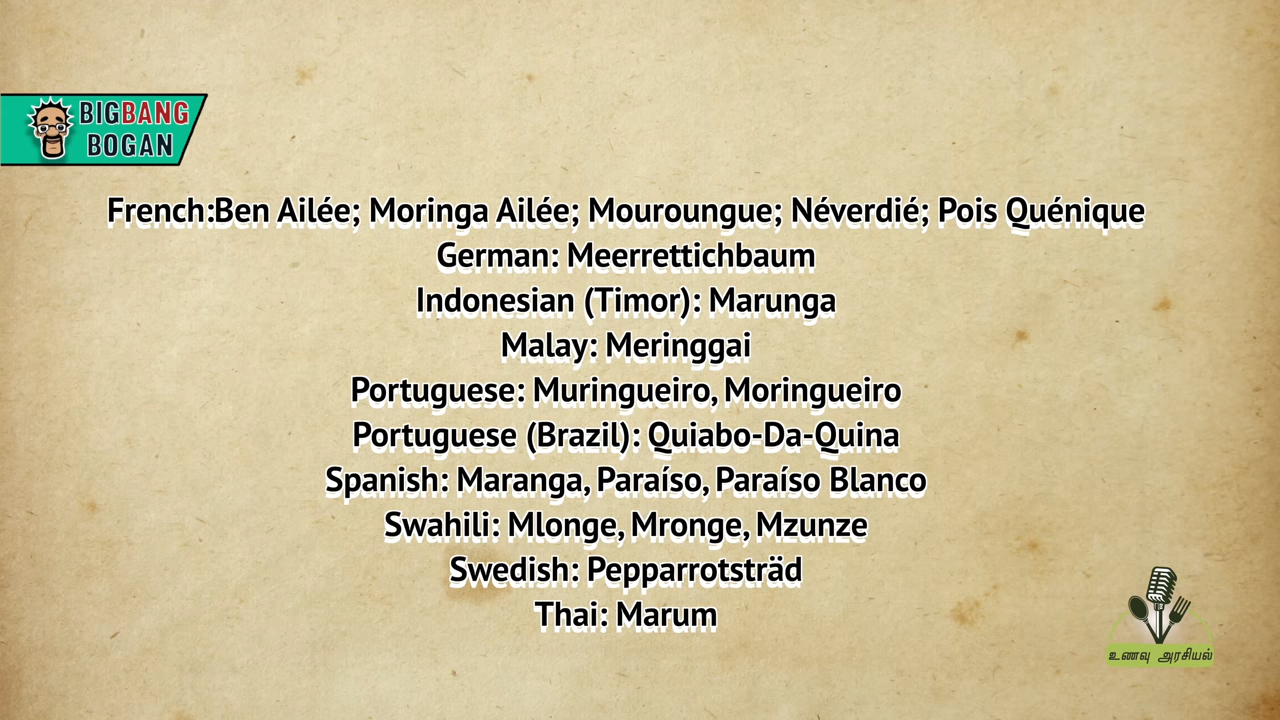 BIGBANG
BOGAN
French:Ben Ailée; Moringa Ailée; Mouroungue; Néverdié; Pois Quénique
German: Meerrettichbaum
Indonesian (Timor): Marunga
Malay: Meringgai
Portuguese: Muringueiro, Moringueiro
Portuguese (Brazil): Quiabo-Da-Quina
Spanish: Maranga, Paraíso, Paraíso Blanco
Swahili: Mlonge, Mronge, Mzunze
Swedish: Pepparrotsträd
Thai: Marum
உணவு அரசியல்